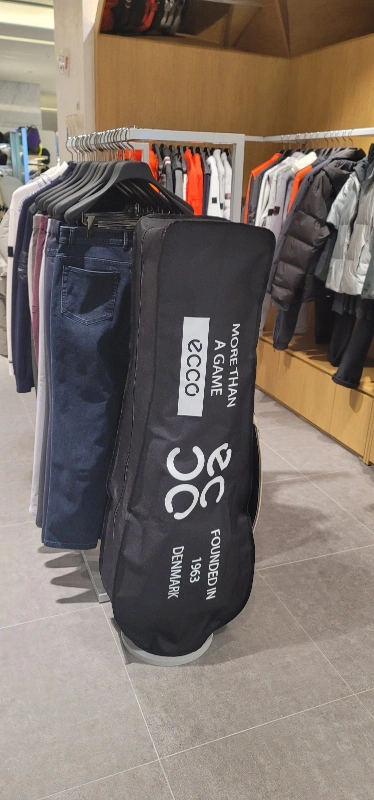 MORE THAN
A GAME
ecco
ec
co
FOUNDED IN
1963
DENMARK